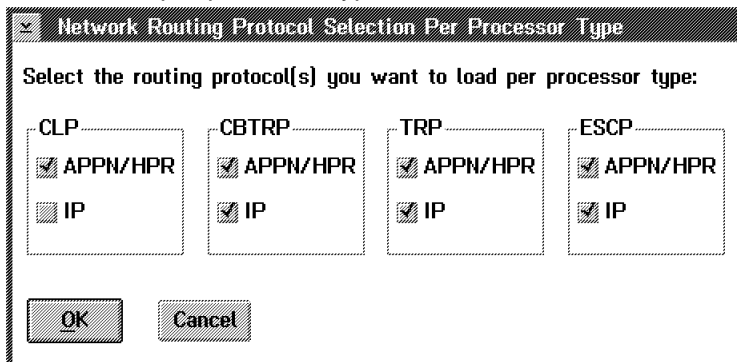 Network Routing Protocol Selection Per Processor Type
Select the routing protocol(s) you want to load per processor type:
CLP CBTRP TRP ESCP
APPN/HPR APPN/HPR APPN/HPR APPN/HPR
IP IP IP IP
OK Cancel